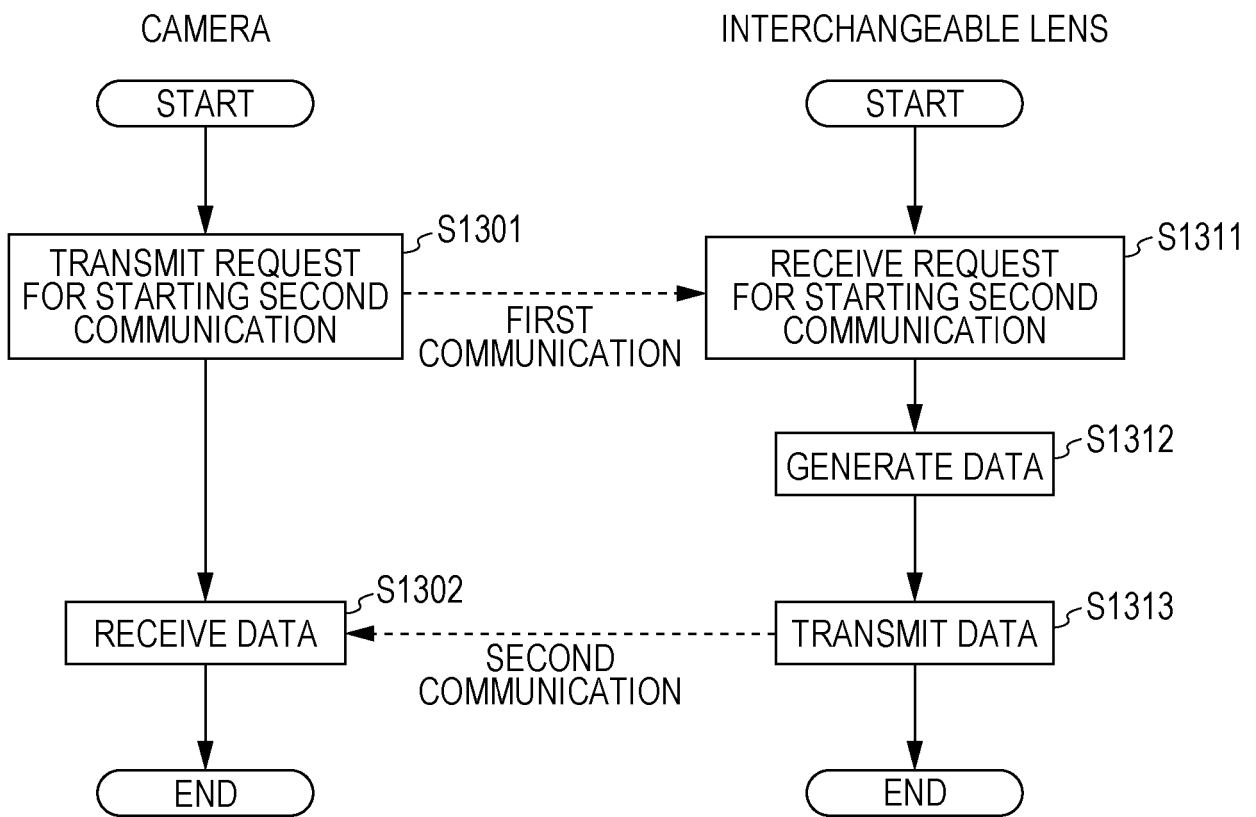 CAMERA
INTERCHANGEABLE LENS
START
START
S1301
TRANSMIT REQUEST
FOR STARTING SECOND
COMMUNICATION
FIRST
COMMUNICATION
S1311
RECEIVE REQUEST
FOR STARTING SECOND
COMMUNICATION
S1312
GENERATE DATA
S1302
RECEIVE DATA
SECOND
COMMUNICATION
S1313
TRANSMIT DATA
END
END